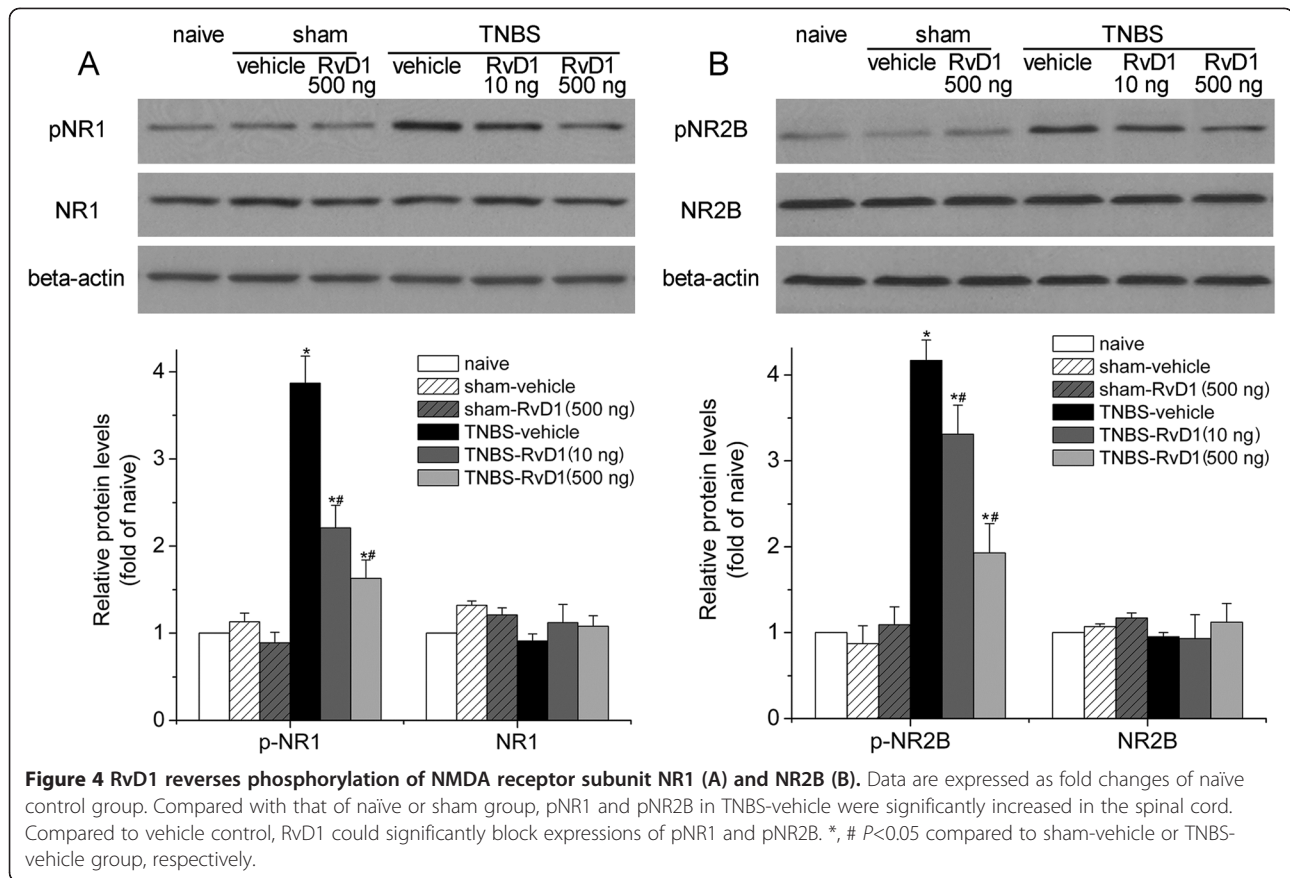 A
naive
sham
TNBS
vehicle
RvD1
500 ng
vehicle
RvD1
10 ng
RvD1
500 ng
pNR1
NR1
beta-actin
Relative protein levels
(fold of naive)
4
3
2
1
0
*
*#
*#
naive
sham-vehicle
sham-RvD1(500 ng)
TNBS-vehicle
TNBS-RvD1(10 ng)
TNBS-RvD1(500 ng)
p-NR1
NR1
B
naive
sham
TNBS
vehicle
RvD1
500 ng
vehicle
RvD1
10 ng
RvD1
500 ng
pNR2B
NR2B
beta-actin
Relative protein levels
(fold of naive)
4
3
2
1
0
*
*#
*#
naive
sham-vehicle
sham-RvD1(500 ng)
TNBS-vehicle
TNBS-RvD1(10 ng)
TNBS-RvD1(500 ng)
p-NR2B
NR2B
Figure 4 RvD1 reverses phosphorylation of NMDA receptor subunit NR1 (A) and NR2B (B). Data are expressed as fold changes of naïve
control group. Compared with that of naïve or sham group, pNR1 and pNR2B in TNBS-vehicle were significantly increased in the spinal cord.
Compared to vehicle control, RvD1 could significantly block expressions of pNR1 and pNR2B. *, # P<0.05 compared to sham-vehicle or TNBS-
vehicle group, respectively.